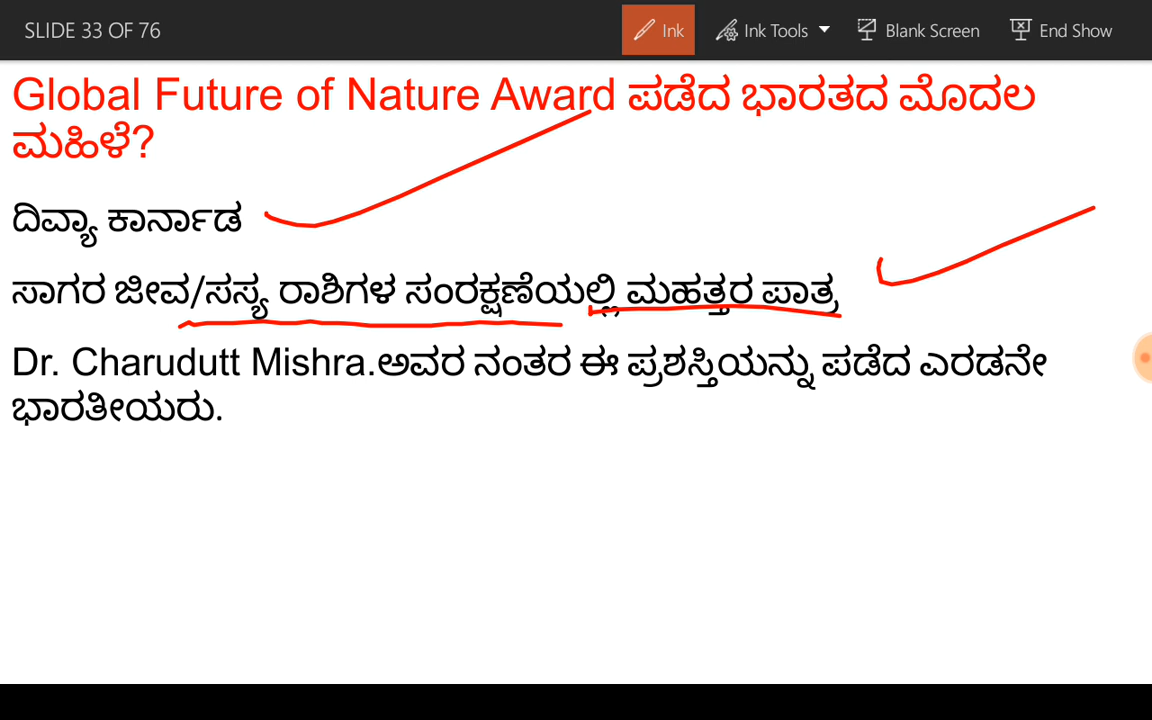 SLIDE 33 OF 76
Ink
Ink Tools
Blank Screen
End Show
Global Future of Nature Award ಪಡೆದ ಭಾರತದ ಮೊದಲ
ಮಹಿಳೆ?
ದಿವ್ಯಾ ಕಾರ್ನಾಡ
ಸಾಗರ ಜೀವ/ಸಸ್ಯ ರಾಶಿಗಳ ಸಂರಕ್ಷಣೆಯಲ್ಲಿ ಮಹತ್ತರ ಪಾತ್ರ
Dr. Charudutt Mishra.ಅವರ ನಂತರ ಈ ಪ್ರಶಸ್ತಿಯನ್ನು ಪಡೆದ ಎರಡನೇ
ಭಾರತೀಯರು.